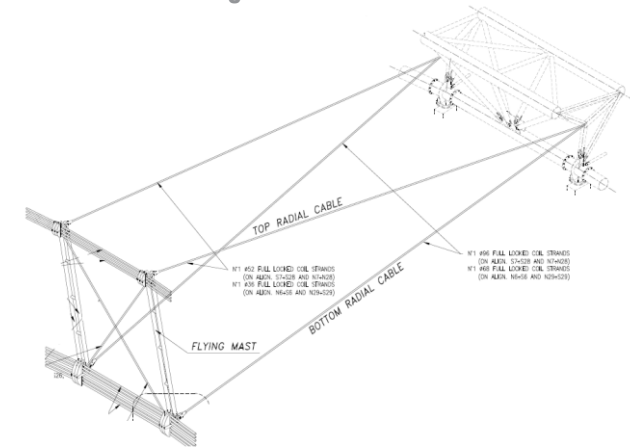 TOP RADIAL CABLE
N°1 #52 FULL LOCKED COIL STRANDS
(ON ALIGN. S7÷S28 AND N7÷N28)
N°1 #36 FULL LOCKED COIL STRANDS
(ON ALIGN. N6÷S6 AND N29÷S29)
N°1 #96 FULL LOCKED COIL STRANDS
(ON ALIGN. S7÷S28 AND N7÷N28)
N°1 #68 FULL LOCKED COIL STRANDS
(ON ALIGN. N6÷S6 AND N29÷S29)
BOTTOM RADIAL CABLE
FLYING MAST